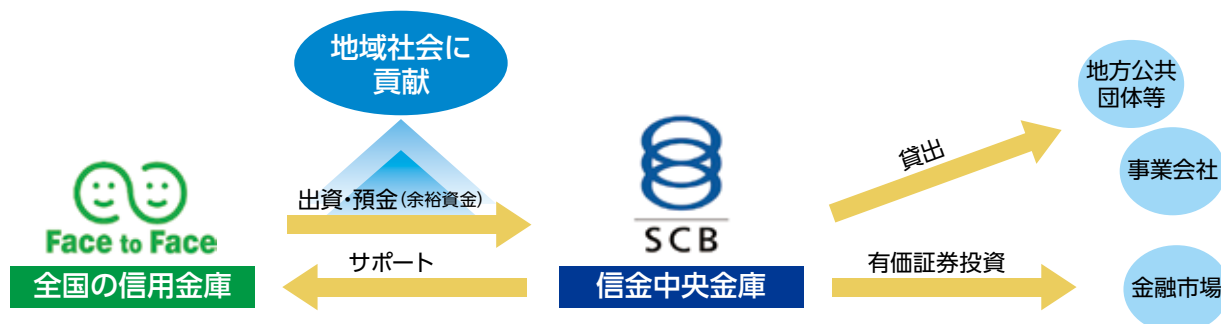 地域社会に
貢献
出資・預金(余裕資金)
サポート
Face to Face
全国の信用金庫
SCB
信金中央金庫
貸出
有価証券投資
地方公共
団体等
事業会社
金融市場